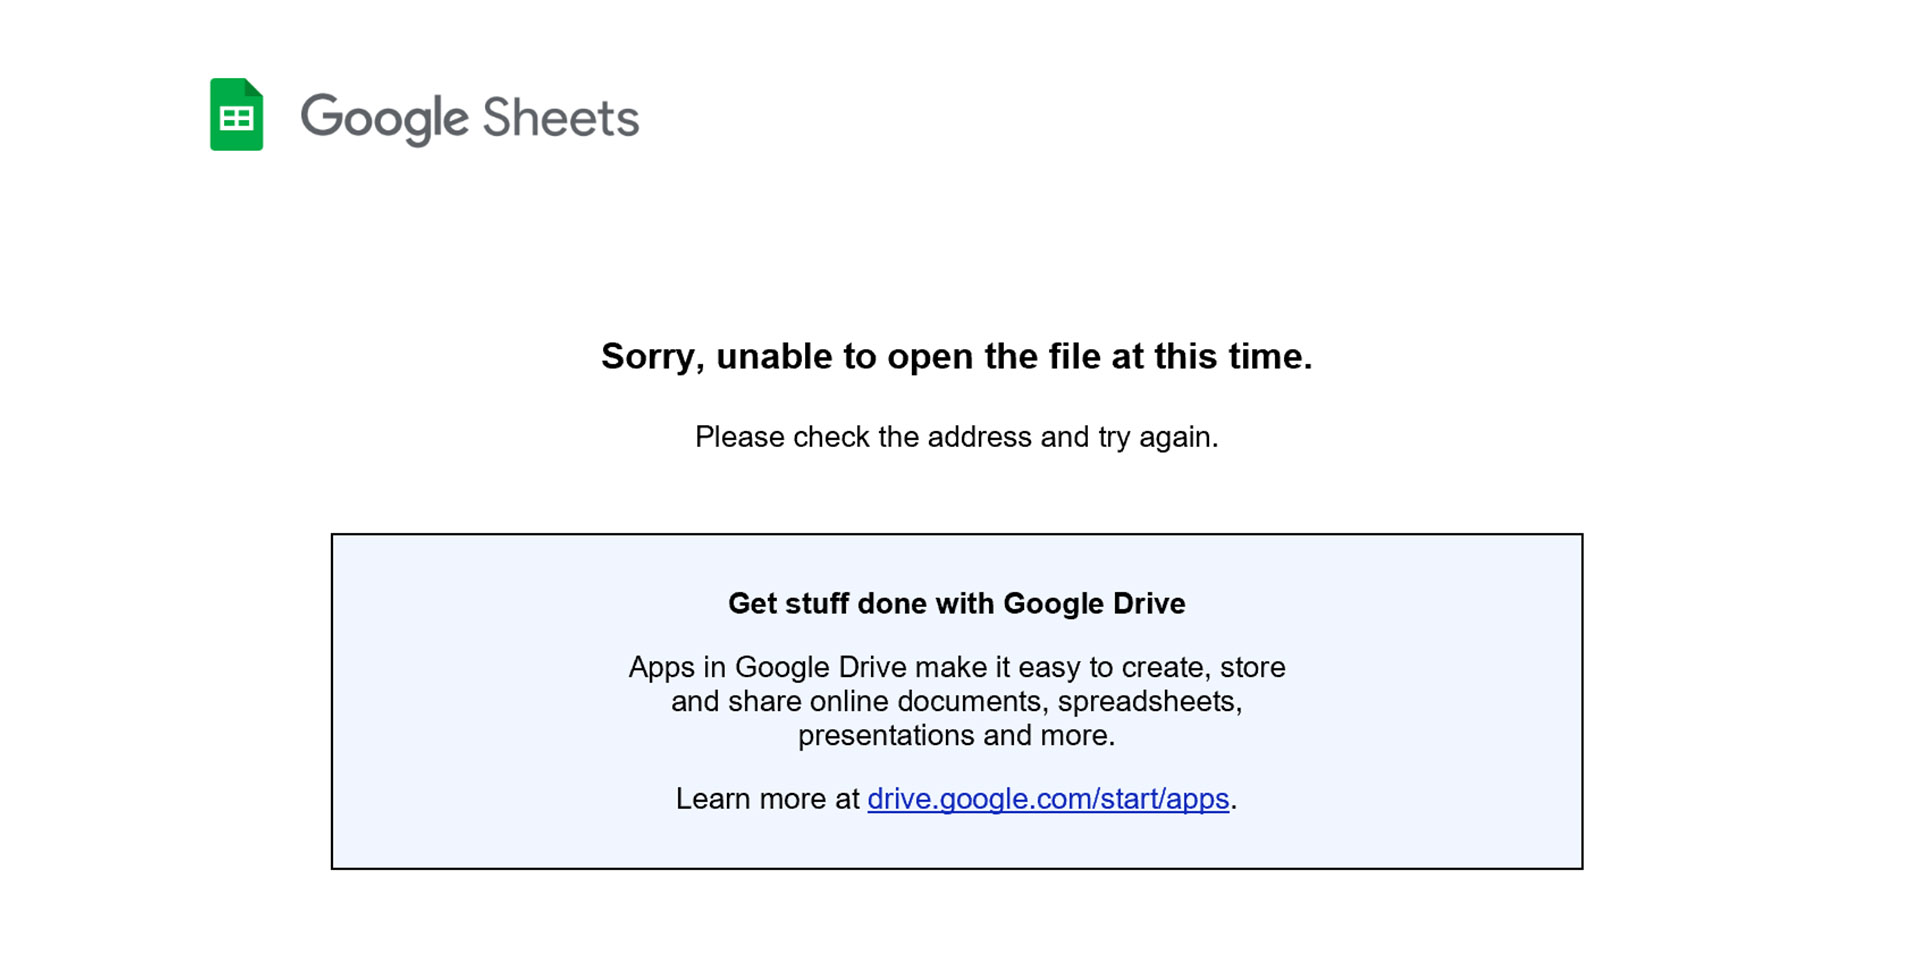 Google Sheets
Sorry, unable to open the file at this time.
Please check the address and try again.
Get stuff done with Google Drive
Apps in Google Drive make it easy to create, store
and share online documents, spreadsheets,
presentations and more.
Learn more at drive.google.com/start/apps.